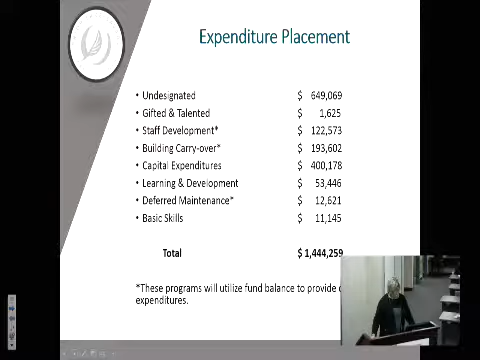 Expenditure Placement
• Undesignated $ 649,069
• Gifted & Talented $ 1,625
• Staff Development* $ 122,573
• Building Carry-over* $ 193,602
• Capital Expenditures $ 400,178
• Learning & Development $ 53,446
• Deferred Maintenance* $ 12,621
• Basic Skills $ 11,145
Total $ 1,444,259
*These programs will utilize fund balance to provide
expenditures.